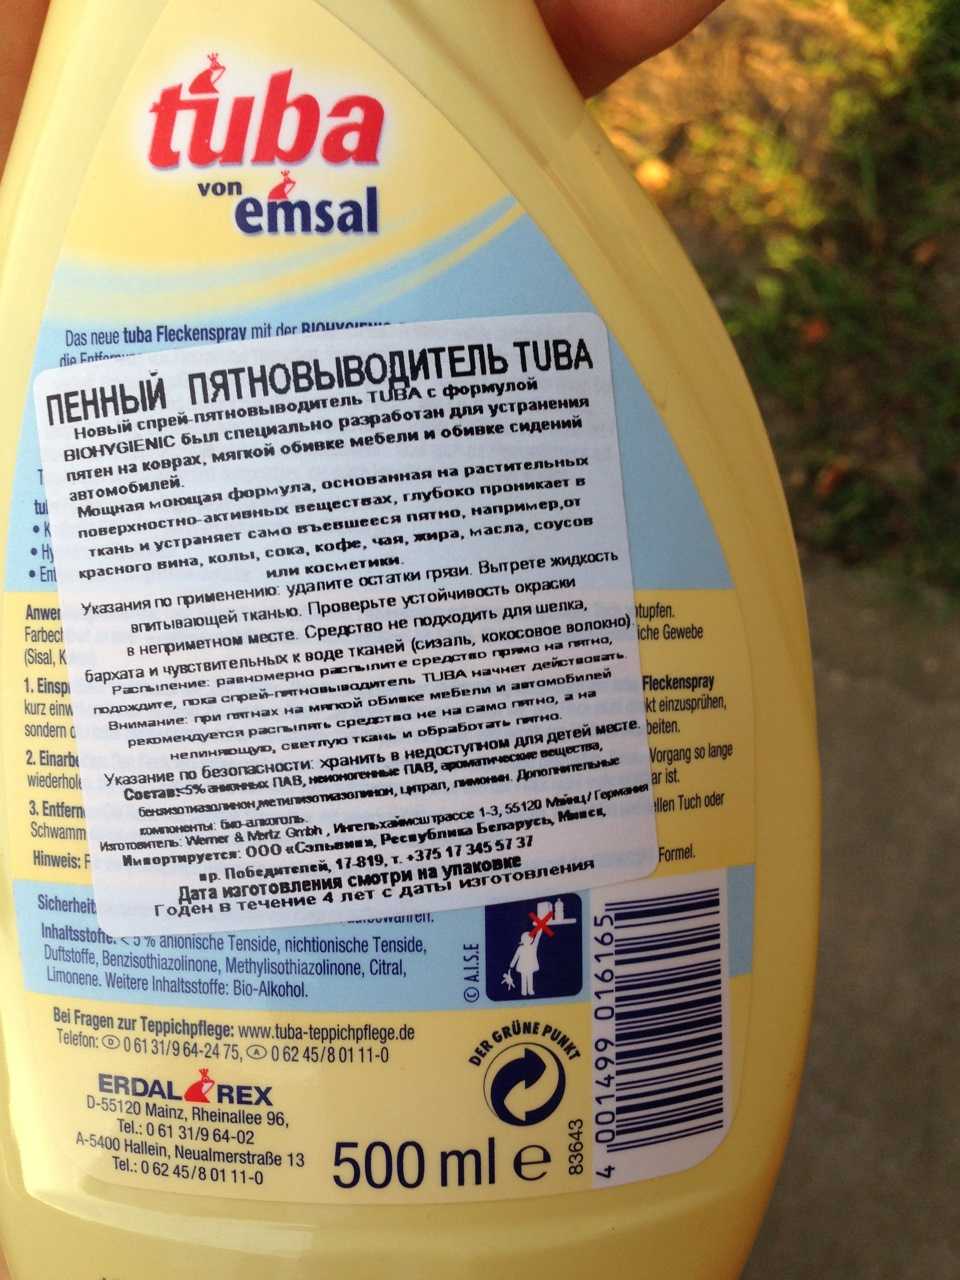 tuba
von
emsal
Das neue tuba Fleckenspray mit der BIOHYGIENIC
die
ПЕННЫЙ ПЯТНОВЫВОДИТЕЛЬ TUBA
Новый спрей-пятновыводитель TUBA с формулой
BIOHYGIENIC был специально разработан для устранения
пятен на коврах, мягкой обивке мебели и обивке сидений
автомобилей.
Мощная моющая формула, основанная на растительных
поверхностно-активных веществах, глубоко проникает в
ткань и устраняет само въевшееся пятно, например,от
красного вина, колы, сока, кофе, чая, жира, масла, соусов
или косметики.
Указания по применению: удалите остатки грязи. Вытрете жидкость
впитывающей тканью. Проверьте устойчивость окраски
в неприметном месте. Средство не подходить для шелка,
бархата и чувствительных к воде тканей (сизаль, кокосовое волокно).
Распыление: равномерно распылите средство прямо на пятно,
подождите, пока спрей-пятновыводитель TUBA начнет действовать.
Внимание: при пятнах на мягкой обивке мебели и автомобилей
рекомендуется распылять средство не на само пятно, а на
нелиняющую, светлую ткань и обработать пятно.
Указание по безопасности: хранить в недоступном для детей месте.
Состав:<5% анионных ПАВ, неионогенные ПАВ, ароматические вещества,
бензизотиазолинон,метилизотиазолинон, цитрал, лимонин. Дополнительные
компоненты: био-алкоголь.
Изготовитель: Werner & Mertz Gmbh , Ингельхаймсштрассе 1-3, 55120 Майнц/ Германия
Импортируется: ООО «Сэльвин», Республика Беларусь, Минск,
пр. Победителей, 17-819, т. +375 17 345 57 37
Дата изготовления смотри на упаковке
Годен в течение 4 лет с даты изготовления
(Sisal,
iche Gewebe
1. Einsp
Fleckenspray
kurz einw
kt einzusprühen,
sondern
beiten.
2. Einarbe
Vorgang so lange
wiederhole
ar ist.
3. Entfern
llen Tuch oder
Schwamm
Hinweis: F
Formel.
Sicherheit
Inhaltsstoffe: < 5 % anionische Tenside, nichtionische Tenside,
Duftstoffe, Benzisothiazolinone, Methylisothiazolinone, Citral,
Limonene. Weitere Inhaltsstoffe: Bio-Alkohol.
© A.I.S.E
Bei Fragen zur Teppichpflege: www.tuba-teppichpflege.de
Telefon: D 0 61 31/9 64-24 75, A 0 62 45/8 01 11-0
DER GRÜNE PUNKT
ERDAL REX
D-55120 Mainz, Rheinallee 96,
Tel.: 0 61 31/9 64-02
A-5400 Hallein, Neualmerstraße 13
Tel.: 0 62 45/8 01 11-0
500 ml e
83643
4 001499 016165